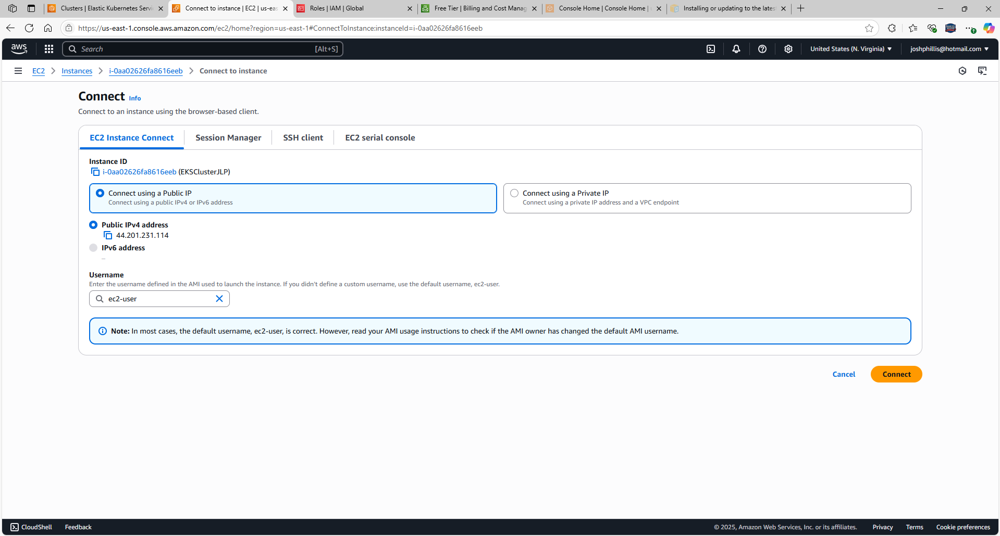 Clusters | Elastic Kubernetes Servi
Connect to instance | EC2 | us-eas
Roles | IAM | Global
Free Tier | Billing and Cost Manag
Console Home | Console Home |
Installing or updating to the lates
https://us-east-1.console.aws.amazon.com/ec2/home?region=us-east-1#ConnectToInstance:instanceId=i-0aa02626fa8616eeb
aws
Search
[Alt+S]
United States (N. Virginia)
joshphillis@hotmail.com
EC2 > Instances > i-0aa02626fa8616eeb > Connect to instance
Connect Info
Connect to an instance using the browser-based client.
EC2 Instance Connect
Session Manager
SSH client
EC2 serial console
Instance ID
i-0aa02626fa8616eeb (EKSClusterJLP)
Connect using a Public IP
Connect using a public IPv4 or IPv6 address
Connect using a Private IP
Connect using a private IP address and a VPC endpoint
Public IPv4 address
44.201.231.114
IPv6 address
–
Username
Enter the username defined in the AMI used to launch the instance. If you didn't define a custom username, use the default username, ec2-user.
ec2-user
Note: In most cases, the default username, ec2-user, is correct. However, read your AMI usage instructions to check if the AMI owner has changed the default AMI username.
Cancel
Connect
CloudShell
Feedback
© 2025, Amazon Web Services, Inc. or its affiliates.
Privacy
Terms
Cookie preferences